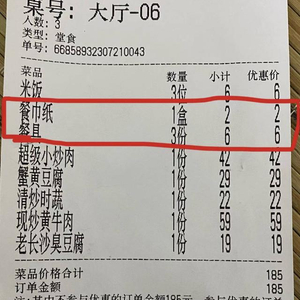 桌号: 大厅-06
人数: 3
类型: 堂食
单号: 66858932307210043
菜品 数量 小计 优惠价
米饭 3位 6 6
餐巾纸 1盒 2 2
餐具 3份 6 6
超级小炒肉 1份 42 42
蟹黄豆腐 1份 29 29
清炒时蔬 1份 22 22
现炒黄牛肉 1份 59 59
老长沙臭豆腐 1份 19 19
菜品价格合计 185
订单金额 185